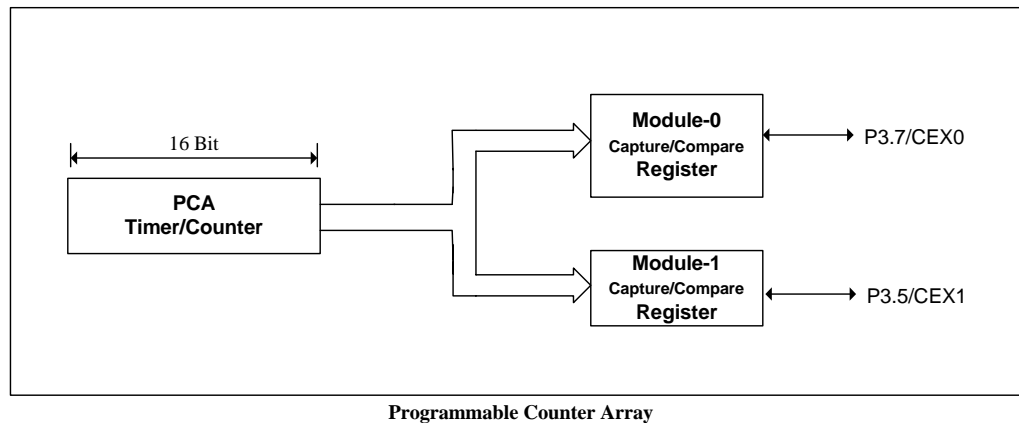 16 Bit
PCA
Timer/Counter
Module-0
Capture/Compare
Register
P3.7/CEX0
Module-1
Capture/Compare
Register
P3.5/CEX1
Programmable Counter Array